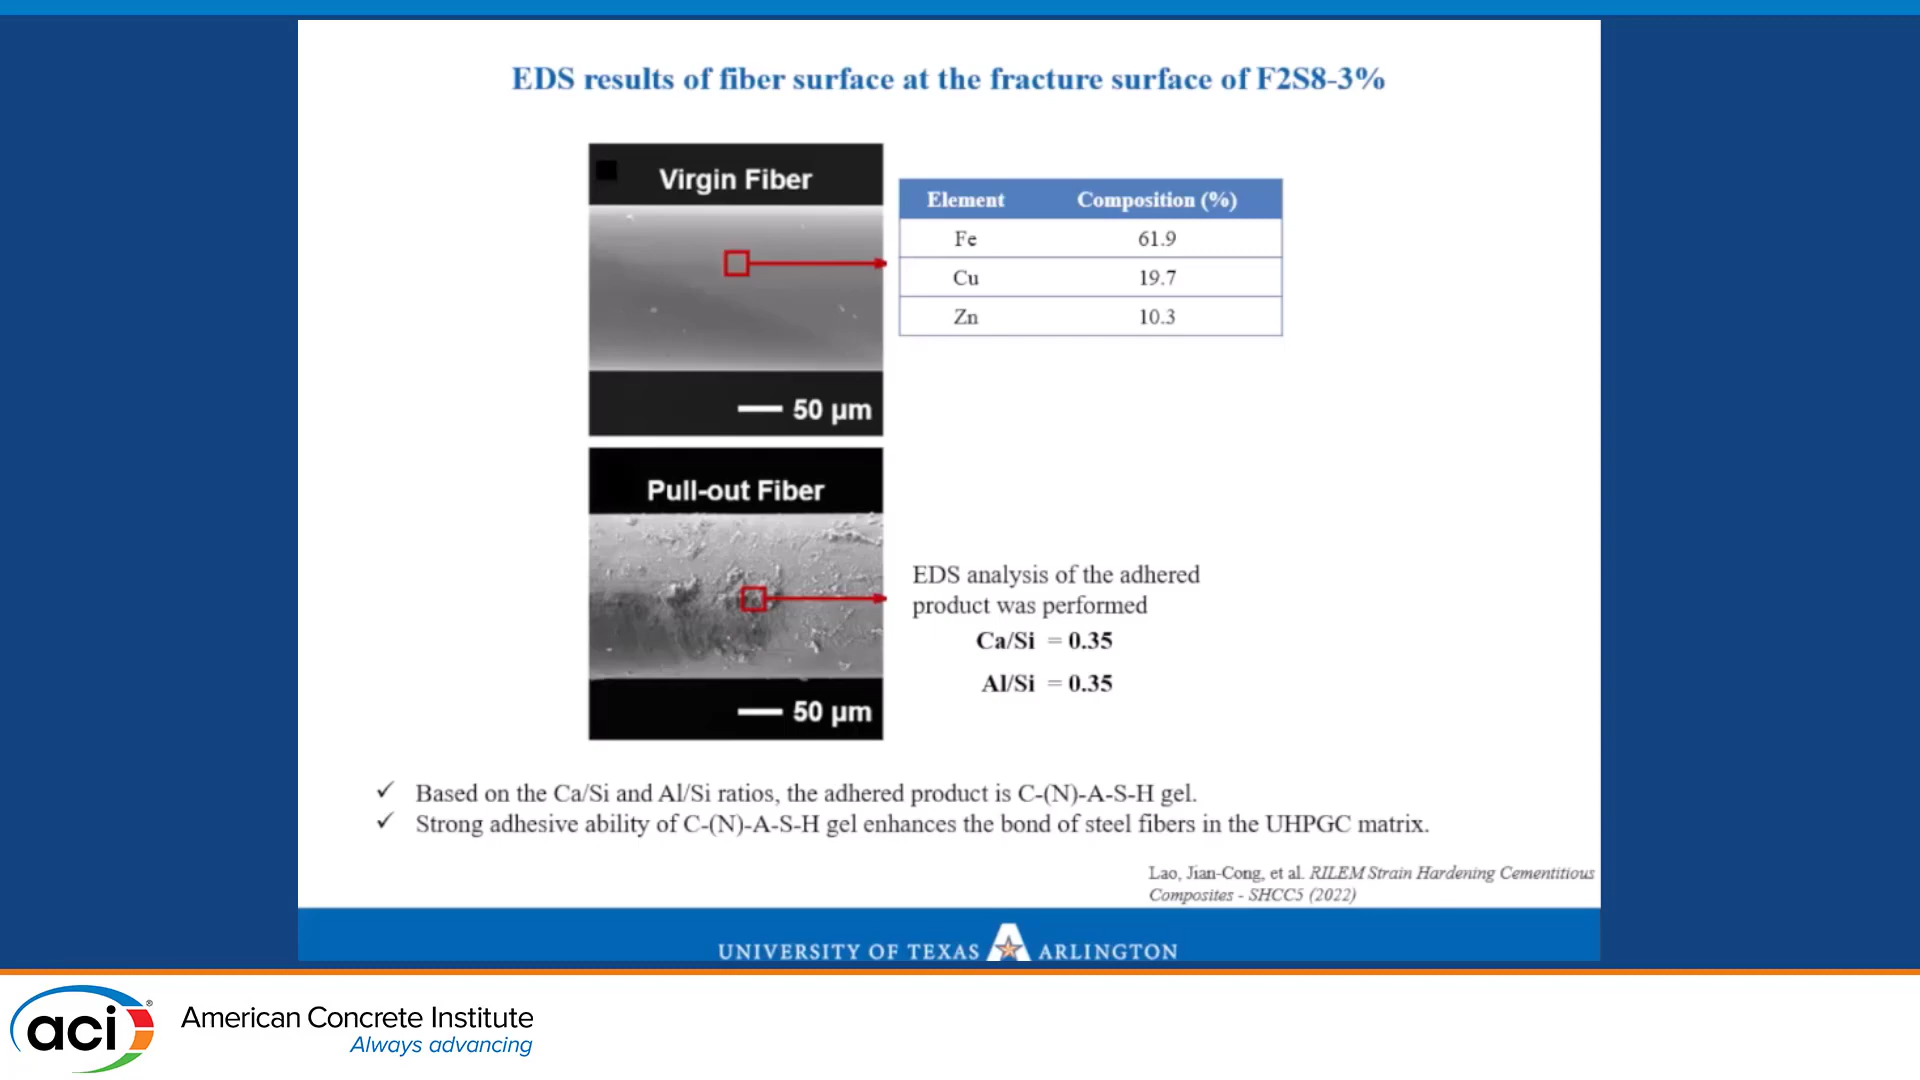 EDS results of fiber surface at the fracture surface of F2S8-3%
Virgin Fiber
50 µm
Element Composition (%)
Fe 61.9
Cu 19.7
Zn 10.3
Pull-out Fiber
50 µm
EDS analysis of the adhered
product was performed
Ca/Si = 0.35
Al/Si = 0.35
✓ Based on the Ca/Si and Al/Si ratios, the adhered product is C-(N)-A-S-H gel.
✓ Strong adhesive ability of C-(N)-A-S-H gel enhances the bond of steel fibers in the UHPGC matrix.
Lao, Jian-Cong, et al. RILEM Strain Hardening Cementitious
Composites - SHCC5 (2022)
UNIVERSITY OF TEXAS A ARLINGTON
aci®
American Concrete Institute
Always advancing